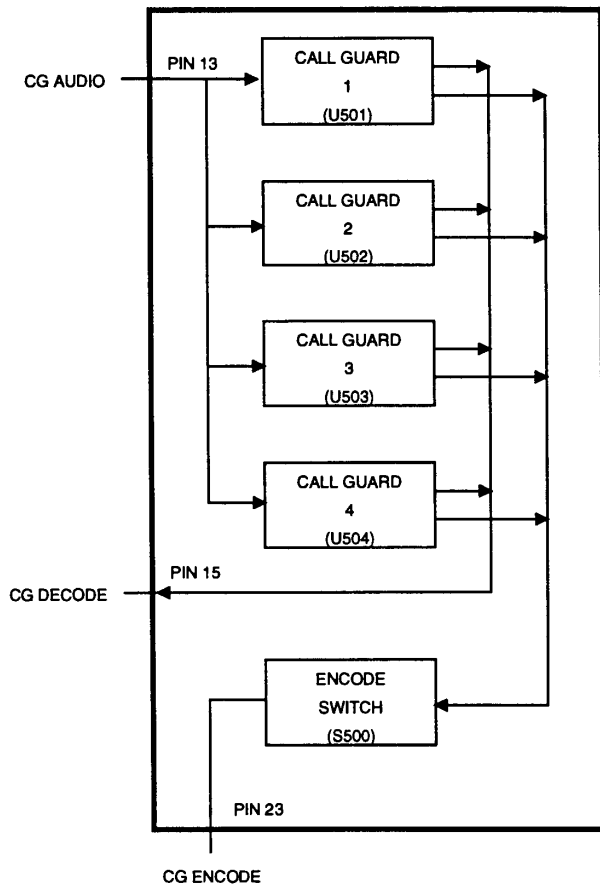 CG AUDIO
PIN 13
CALL GUARD
1
(U501)
CALL GUARD
2
(U502)
CALL GUARD
3
(U503)
CALL GUARD
4
(U504)
PIN 15
CG DECODE
ENCODE
SWITCH
(S500)
PIN 23
CG ENCODE